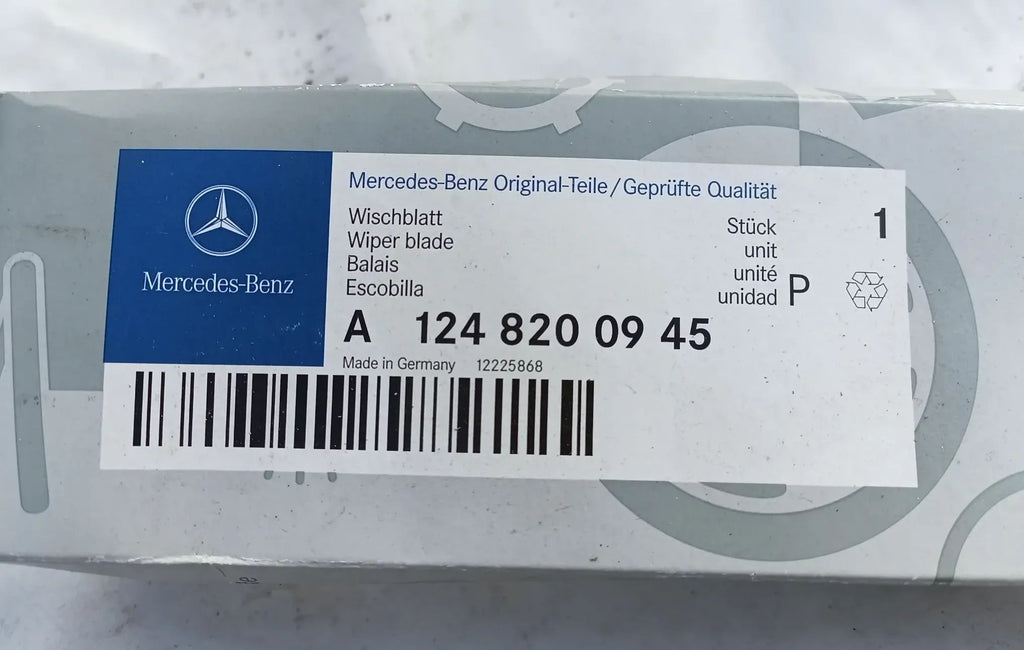 Mercedes-Benz
Mercedes-Benz Original-Teile/Geprüfte Qualität
Wischblatt
Wiper blade
Balais
Escobilla
Stück
unit
unité
unidad
P
1
A 124 820 09 45
Made in Germany 12225868